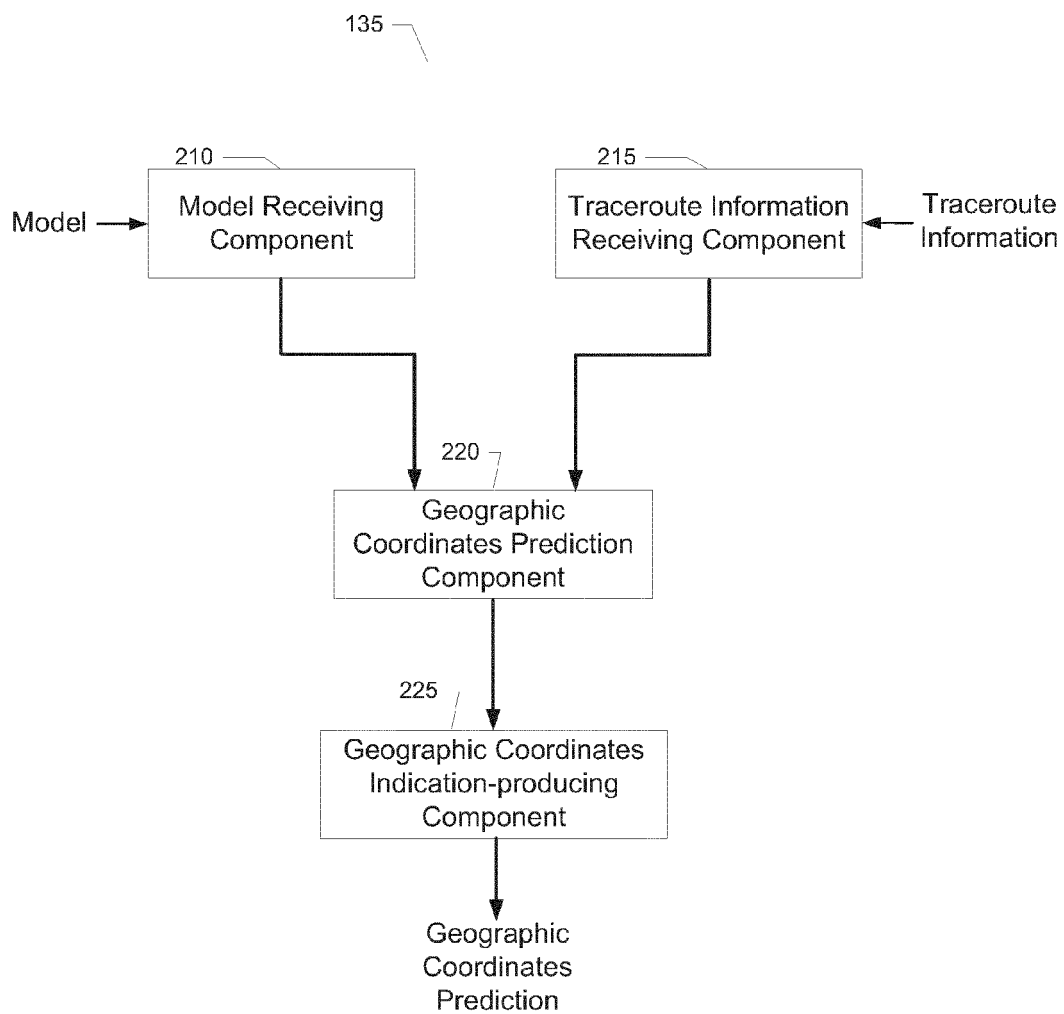 135
210
215
Model
Model Receiving
Component
Traceroute Information
Receiving Component
Traceroute
Information
220
Geographic
Coordinates Prediction
Component
225
Geographic Coordinates
Indication-producing
Component
Geographic
Coordinates
Prediction